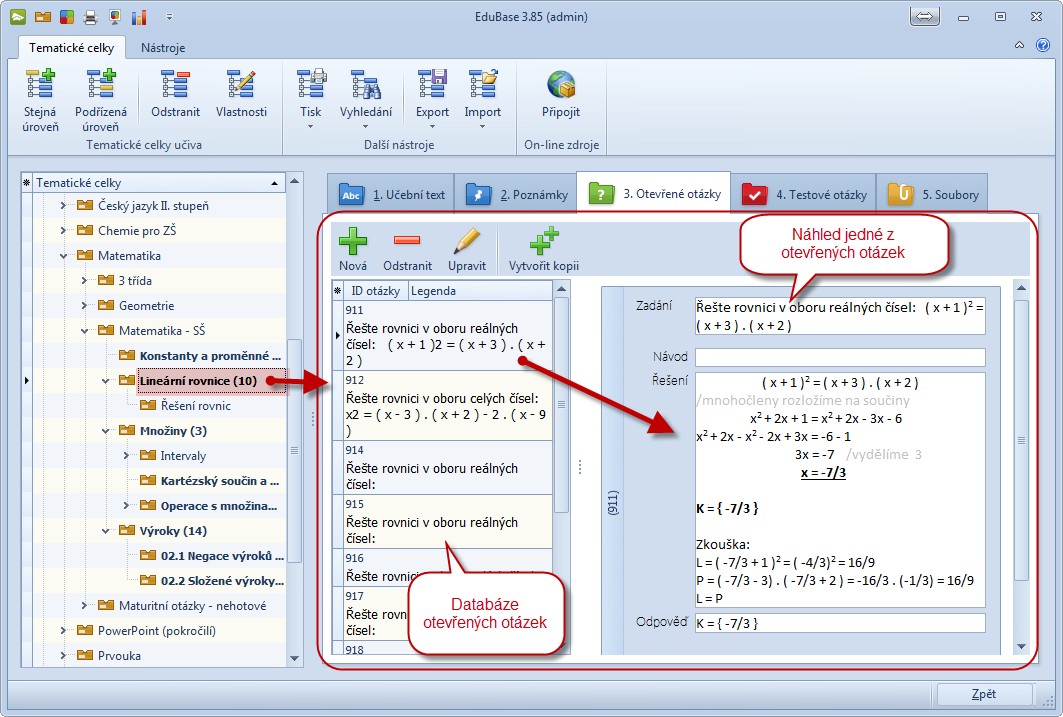 EduBase 3.85 (admin)
Tematické celky
Nástroje
Stejná úroveň
Podřízená úroveň
Odstranit
Vlastnosti
Tisk
Vyhledání
Export
Import
Připojit
Tematické celky učiva
Další nástroje
On-line zdroje
Tematické celky
Český jazyk II. stupeň
Chemie pro ZŠ
Matematika
3 třída
Geometrie
Matematika - SŠ
Konstanty a proměnné ...
Lineární rovnice (10)
Řešení rovnic
Množiny (3)
Intervaly
Kartézský součin a ...
Operace s množina...
Výroky (14)
02.1 Negace výroků ...
02.2 Složené výroky...
Maturitní otázky - nehotové
PowerPoint (pokročilí)
Prvouka
Abc
1. Učební text
2. Poznámky
?
3. Otevřené otázky
4. Testové otázky
5. Soubory
Nová
Odstranit
Upravit
Vytvořit kopii
Náhled jedné z
otevřených otázek
ID otázky
Legenda
911
Řešte rovnici v oboru reálných
čísel: ( x + 1 )2 = ( x + 3 ) . ( x +
2 )
912
Řešte rovnici v oboru celých čísel:
x2 = ( x - 3 ) . ( x + 2 ) - 2 . ( x - 9
)
914
Řešte rovnici v oboru reálných
čísel:
915
Řešte rovnici v oboru reálných
čísel:
916
Řešte rovnici
917
Řešte
čísel:
918
Databáze
otevřených otázek
(911)
Zadání
Řešte rovnici v oboru reálných čísel: ( x + 1 )² =
( x + 3 ) . ( x + 2 )
Návod
Řešení
( x + 1 )² = ( x + 3 ) . ( x + 2 )
/mnohočleny rozložíme na součiny
x² + 2x + 1 = x² + 2x - 3x - 6
x² + 2x - x² - 2x + 3x = -6 - 1
3x = -7 /vydělíme 3
x = -7/3
K = { -7/3 }
Zkouška:
L = ( -7/3 + 1 )² = ( -4/3)² = 16/9
P = ( -7/3 - 3) . ( -7/3 + 2 ) = -16/3 . (-1/3) = 16/9
L = P
Odpověď
K = { -7/3 }
Zpět